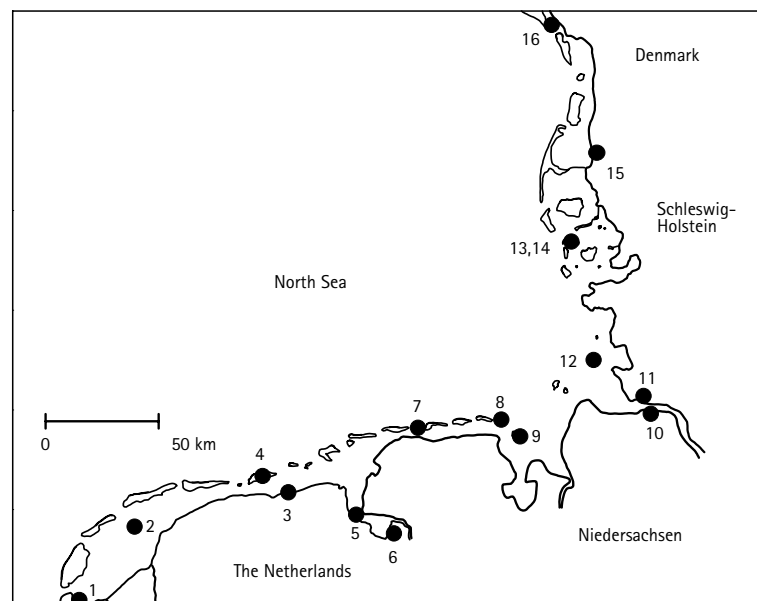 16
Denmark
15
Schleswig-
Holstein
13,14
North Sea
12
11
8
7
10
9
0
50 km
4
3
2
5
Niedersachsen
6
The Netherlands
1